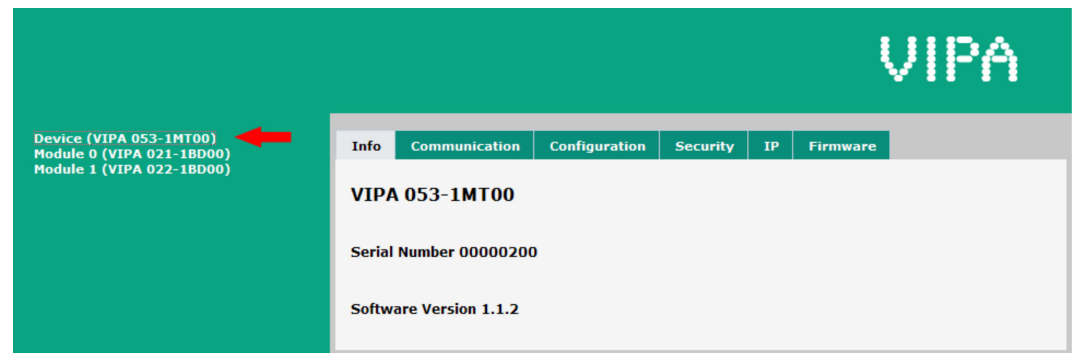 VIPA
Device (VIPA 053-1MT00)
Module 0 (VIPA 021-1BD00)
Module 1 (VIPA 022-1BD00)
Info Communication Configuration Security IP Firmware
VIPA 053-1MT00
Serial Number 00000200
Software Version 1.1.2